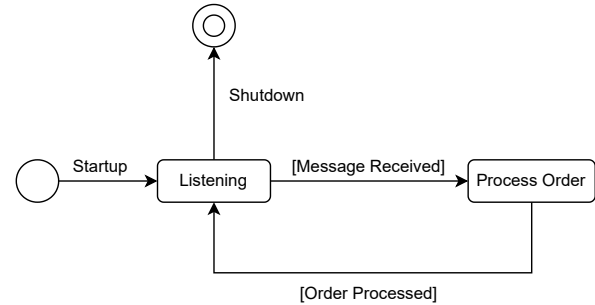 Shutdown
Startup
Listening
[Message Received]
Process Order
[Order Processed]